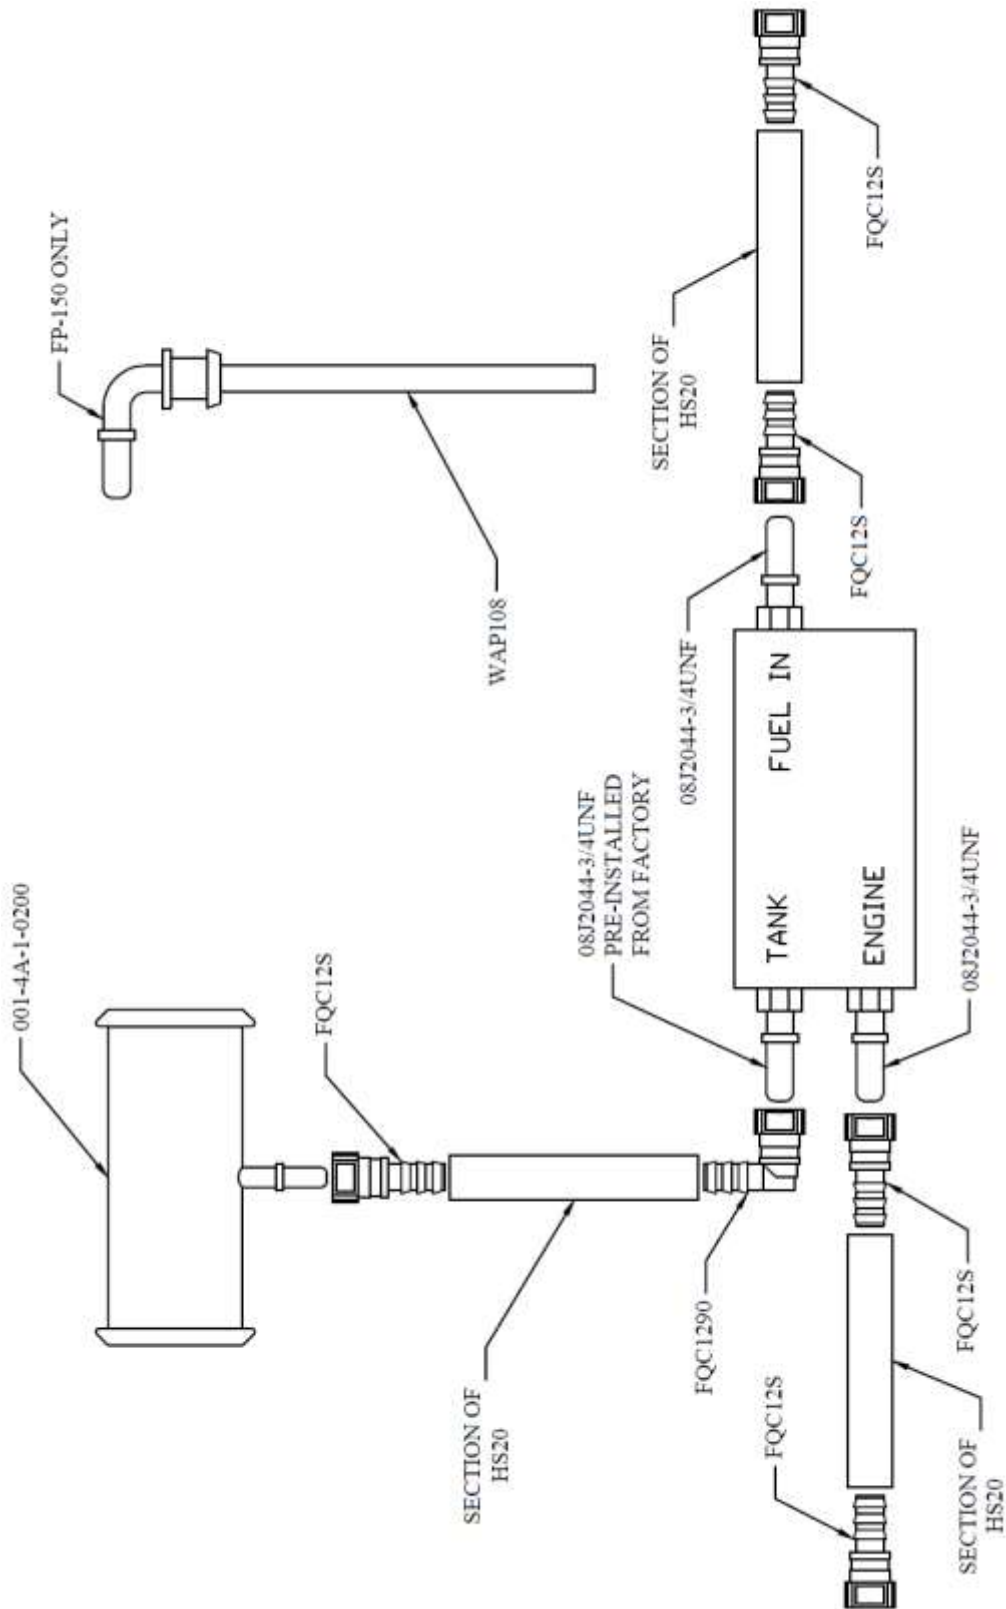 001-4A-1-0200
FP-150 ONLY
FQC12S
WAP108
SECTION OF
HS20
SECTION OF
HS20
FQC1290
08J2044-3/4UNF
PRE-INSTALLED
FROM FACTORY
08J2044-3/4UNF
FQC12S
TANK
FUEL IN
FQC12S
FQC12S
ENGINE
FQC12S
08J2044-3/4UNF
SECTION OF
HS20